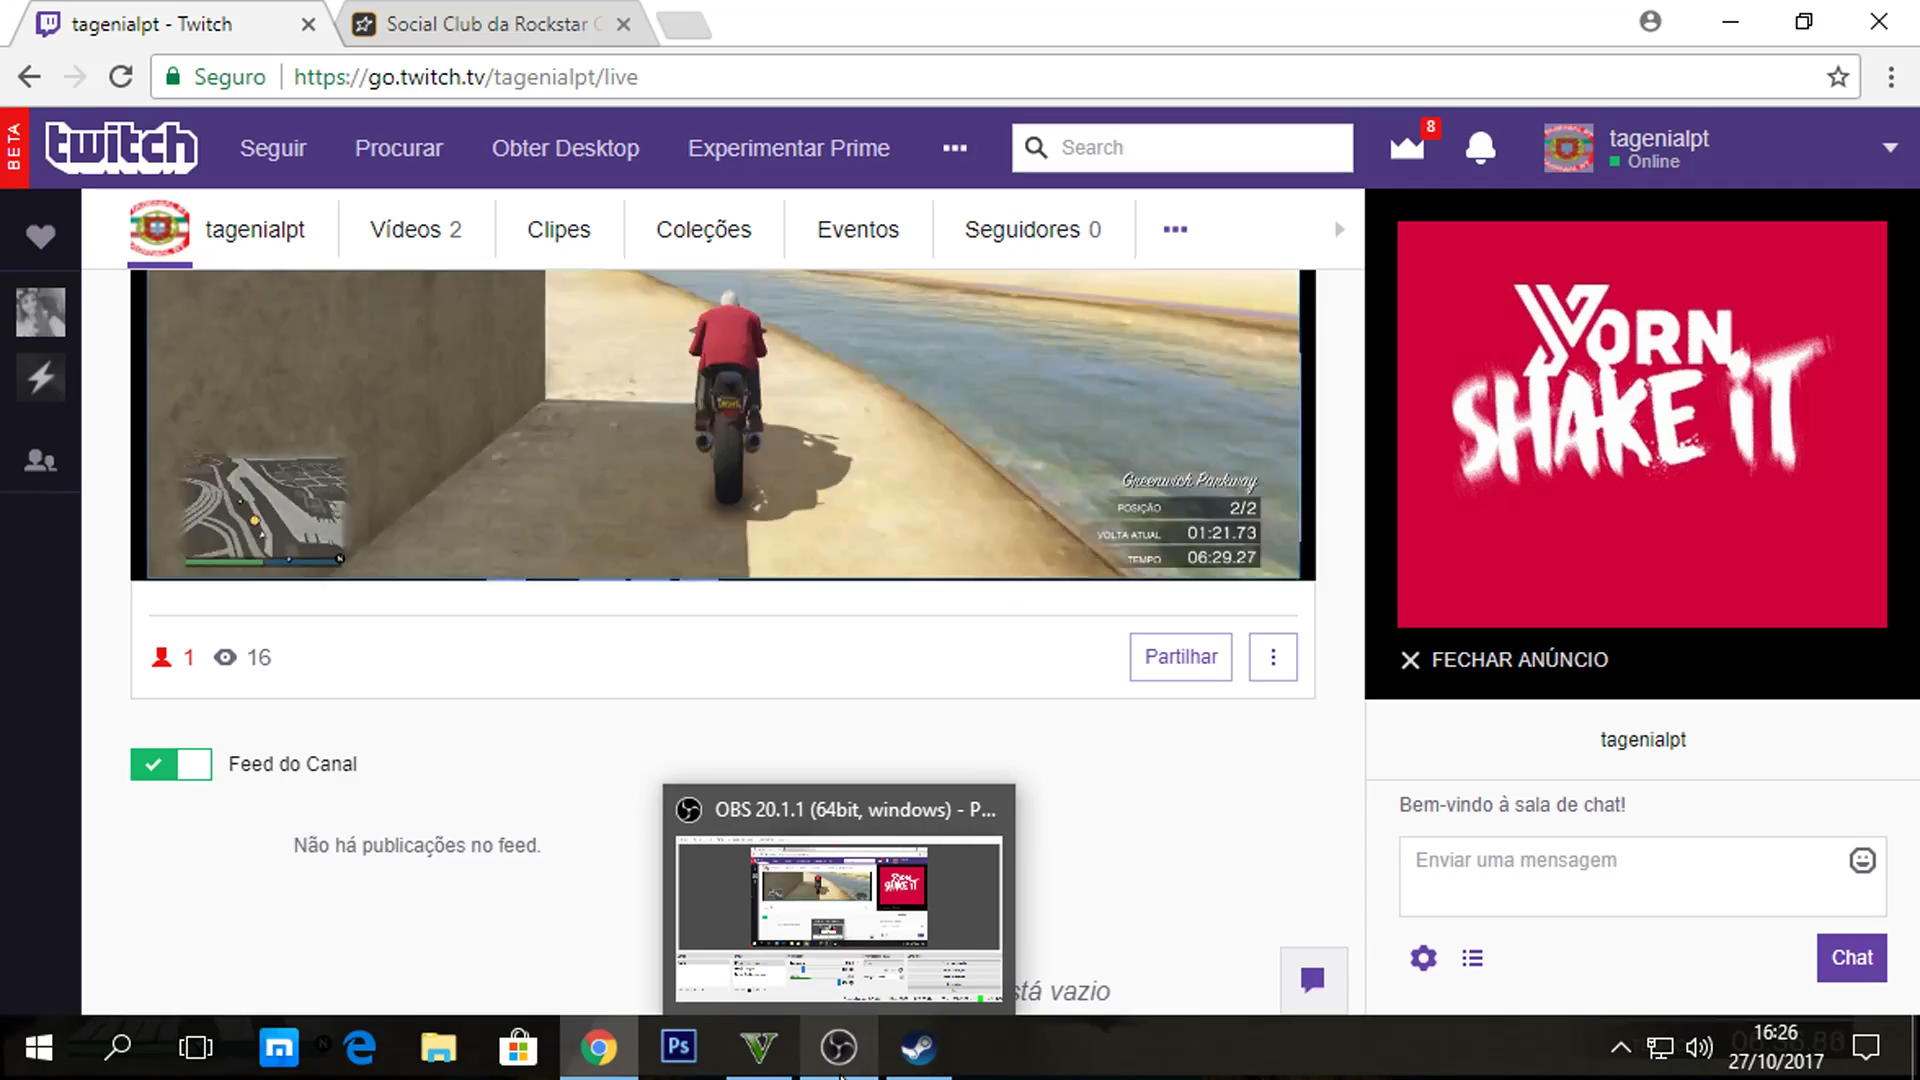 tagenialpt - Twitch
Social Club da Rockstar
Seguro
https://go.twitch.tv/tagenialpt/live
BETA
twitch
Seguir
Procurar
Obter Desktop
Experimentar Prime
Search
8
tagenialpt
Online
tagenialpt
Vídeos 2
Clipes
Coleções
Eventos
Seguidores 0
Greenwich Parkway
POSIÇÃO 2/2
VOLTA ATUAL 01:21.73
TEMPO 06:29.27
YORN
SHAKE iT
FECHAR ANÚNCIO
1
16
Partilhar
tagenialpt
Feed do Canal
Não há publicações no feed.
Bem-vindo à sala de chat!
Enviar uma mensagem
Chat
OBS 20.1.1 (64bit, windows) - P...
stá vazio
Ps
16:26
27/10/2017